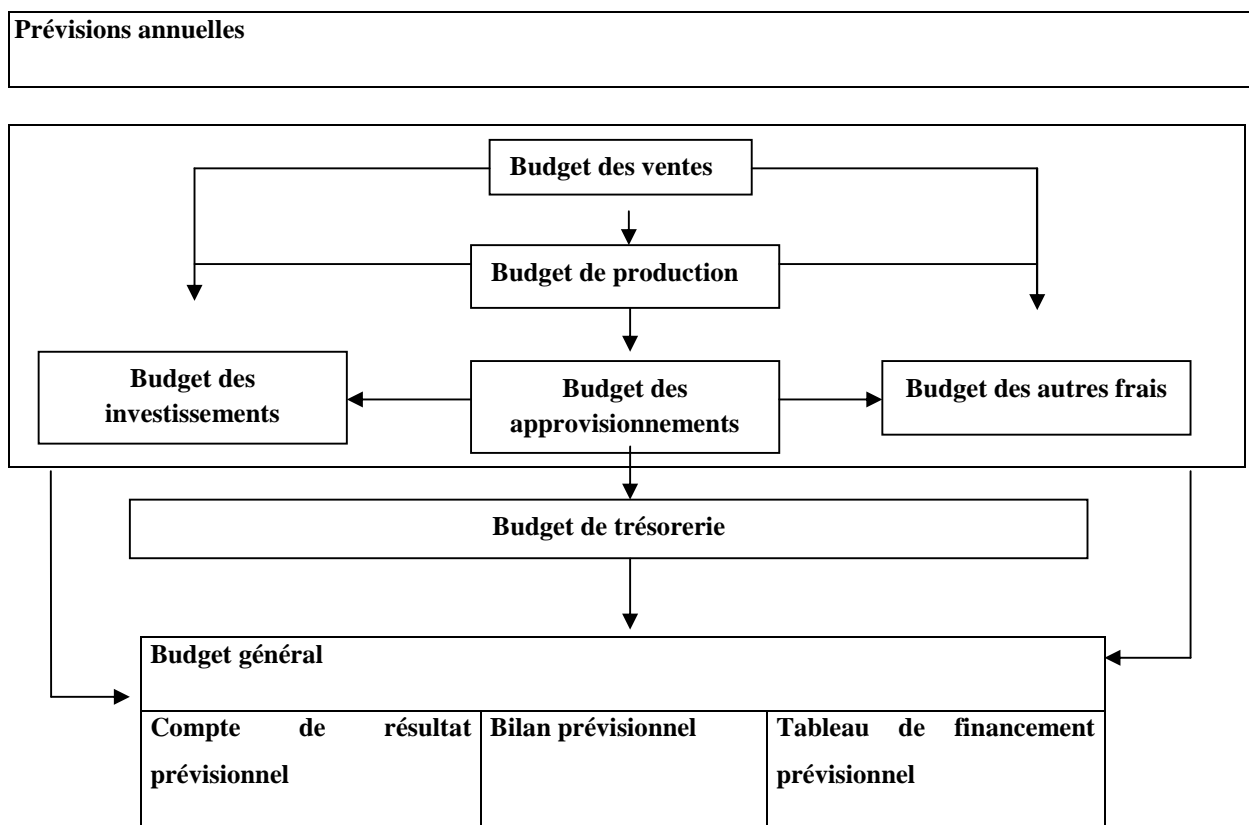 Prévisions annuelles
Budget des ventes
Budget de production
Budget des
investissements
Budget des
approvisionnements
Budget des autres frais
Budget de trésorerie
Budget général
Compte de résultat
prévisionnel
Bilan prévisionnel
Tableau de financement
prévisionnel